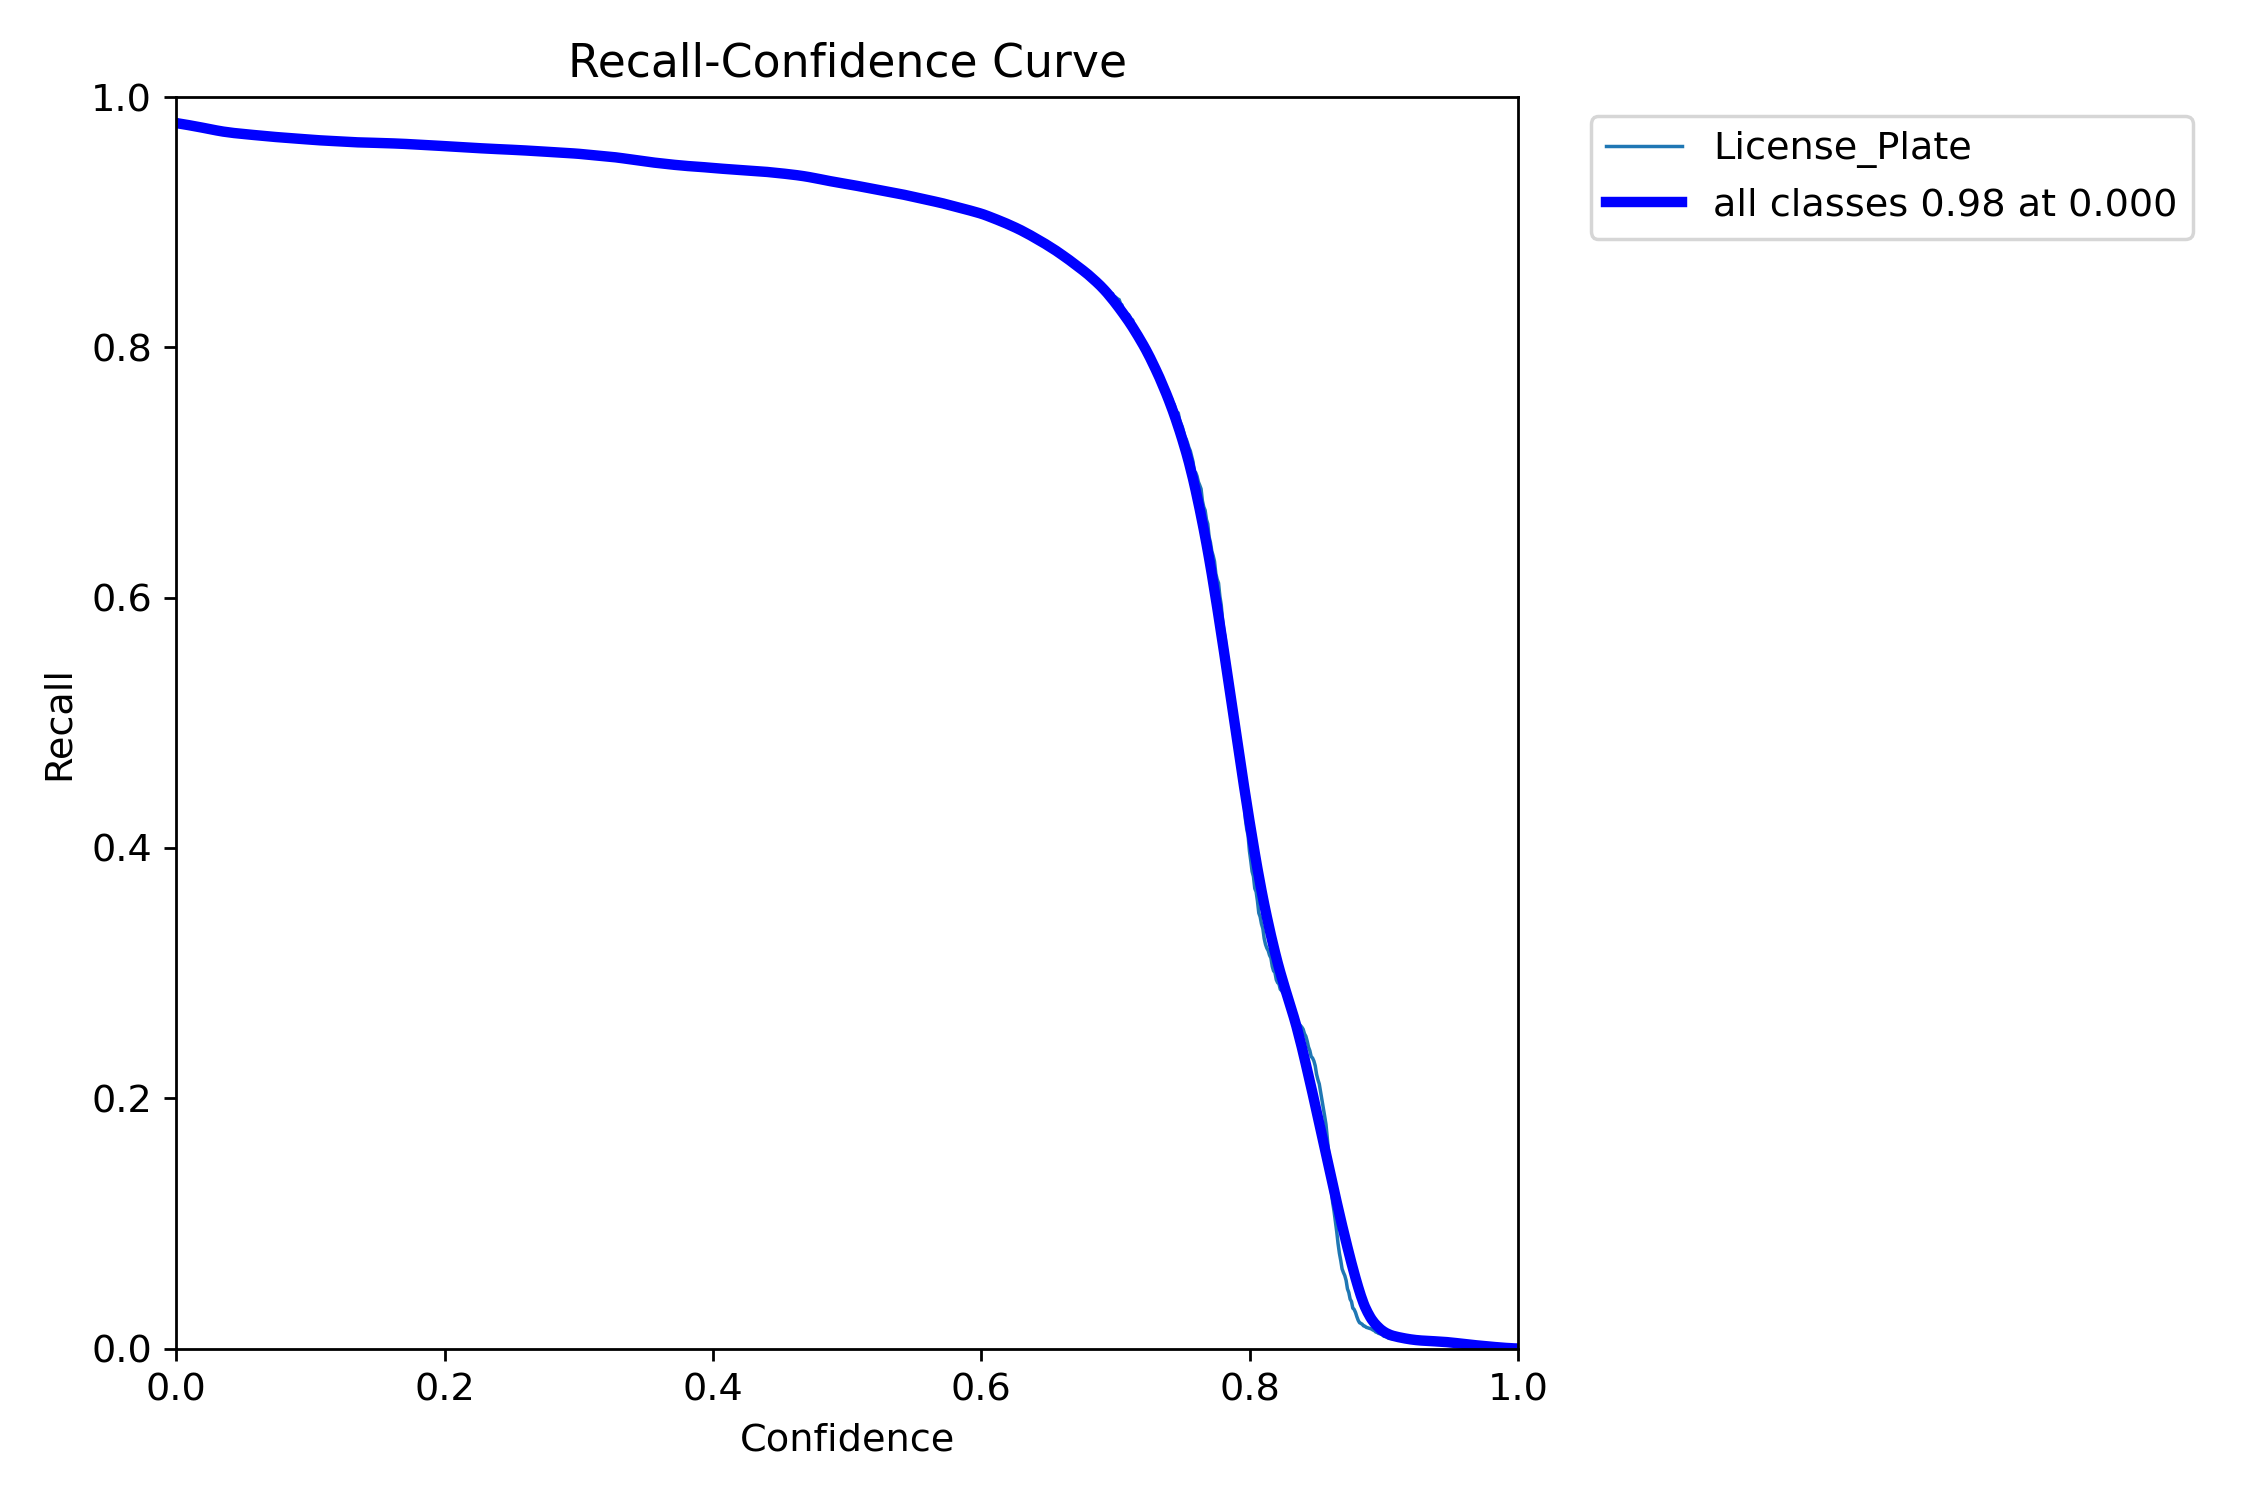 Recall-Confidence Curve
1.0
0.8
0.6
0.4
0.2
0.0
Recall
0.0 0.2 0.4 0.6 0.8 1.0
Confidence
License_Plate
all classes 0.98 at 0.000